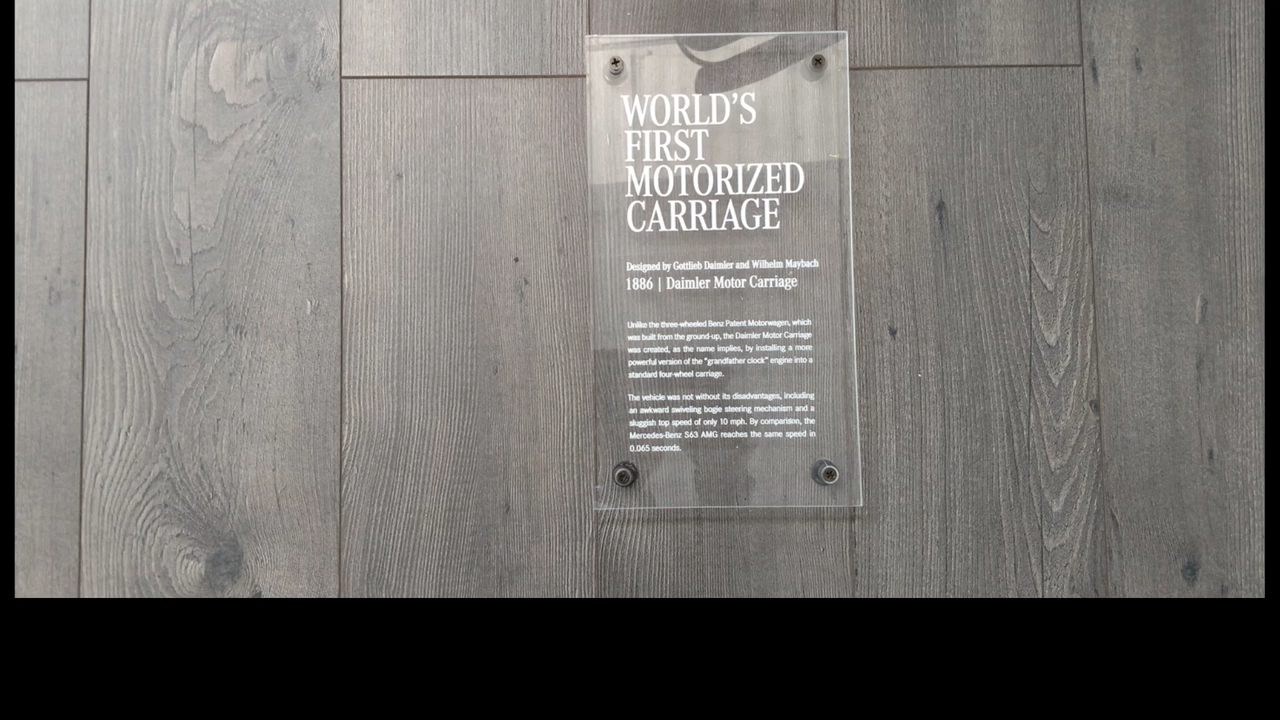 WORLD'S
FIRST
MOTORIZED
CARRIAGE
Designed by Gottlieb Daimler and Wilhelm Maybach
1886 | Daimler Motor Carriage
Unlike the three-wheeled Benz Patent Motorwagen, which
was built from the ground-up, the Daimler Motor Carriage
was created, as the name implies, by installing a more
powerful version of the "grandfather clock" engine into a
standard four-wheel carriage.
The vehicle was not without its disadvantages, including
an awkward swiveling bogie steering mechanism and a
sluggish top speed of only 10 mph. By comparison, the
Mercedes-Benz S63 AMG reaches the same speed in
0.065 seconds.